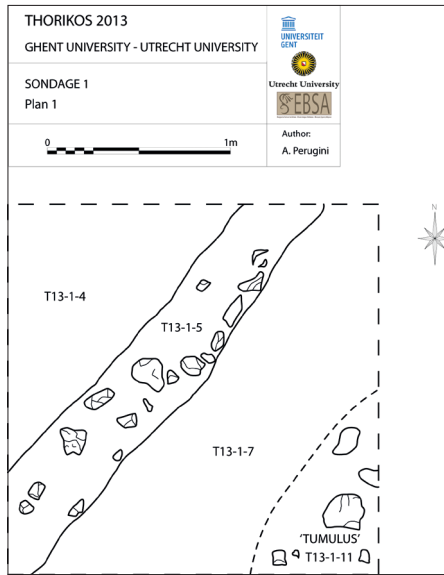 THORIKOS 2013
GHENT UNIVERSITY - UTRECHT UNIVERSITY
UNIVERSITEIT
GENT
SONDAGE 1
Plan 1
Utrecht University
EBSA
0 1m
Author:
A. Perugini
N
T13-1-4
T13-1-5
T13-1-7
'TUMULUS'
T13-1-11